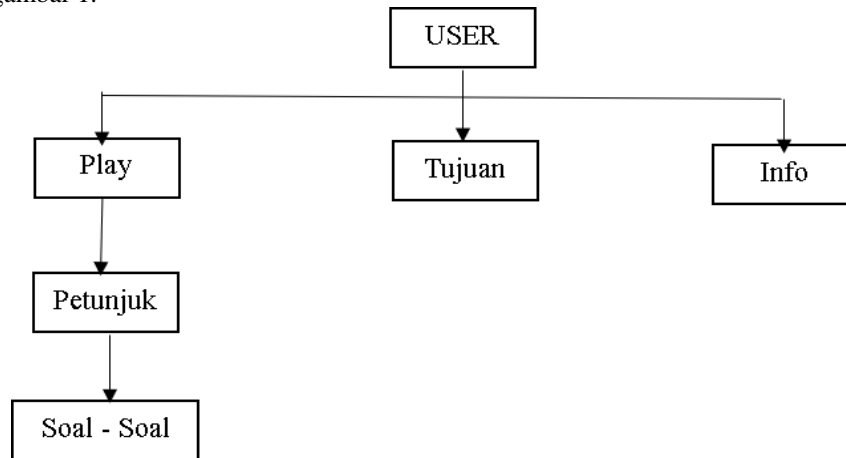 gambar 1.
USER
Play
Tujuan
Info
Petunjuk
Soal - Soal